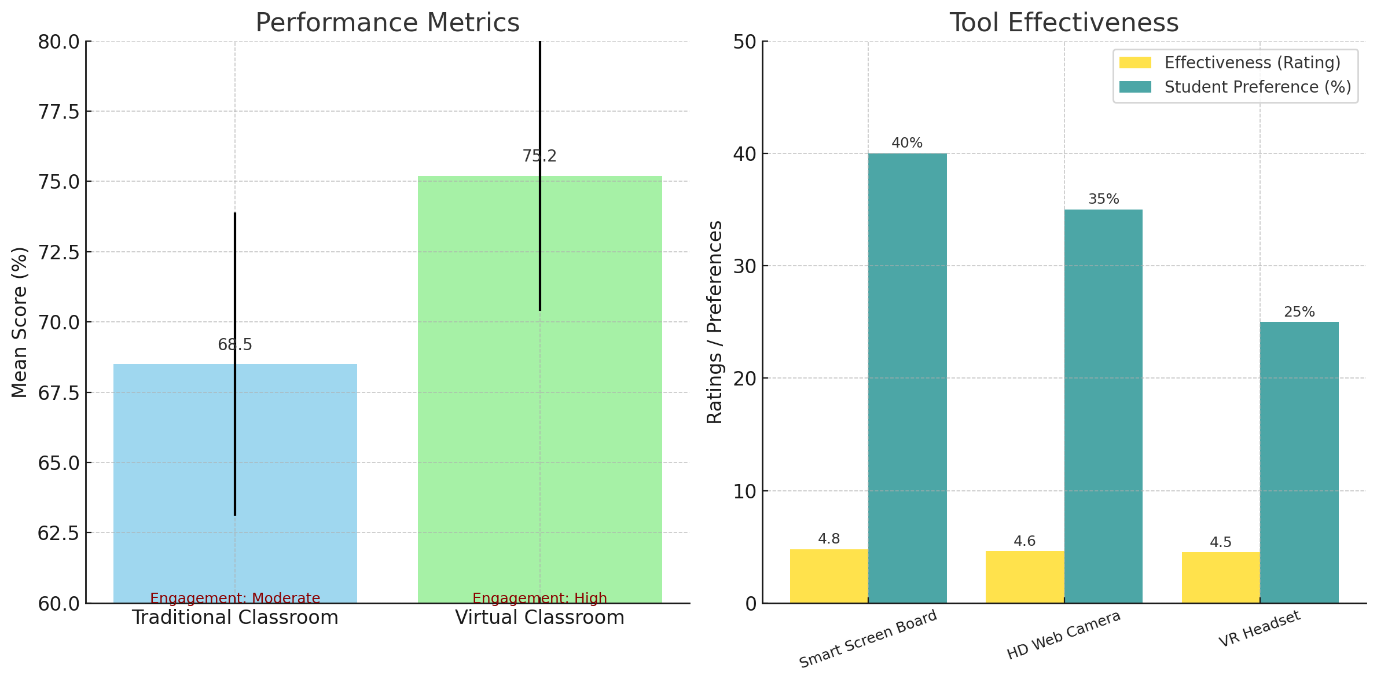 Performance Metrics
Mean Score (%)
80.0
77.5
75.0
72.5
70.0
67.5
65.0
62.5
60.0
68.5
75.2
Engagement: Moderate
Engagement: High
Traditional Classroom
Virtual Classroom
Tool Effectiveness
Ratings / Preferences
50
40
30
20
10
0
Effectiveness (Rating)
Student Preference (%)
40%
35%
25%
4.8
4.6
4.5
Smart Screen Board
HD Web Camera
VR Headset